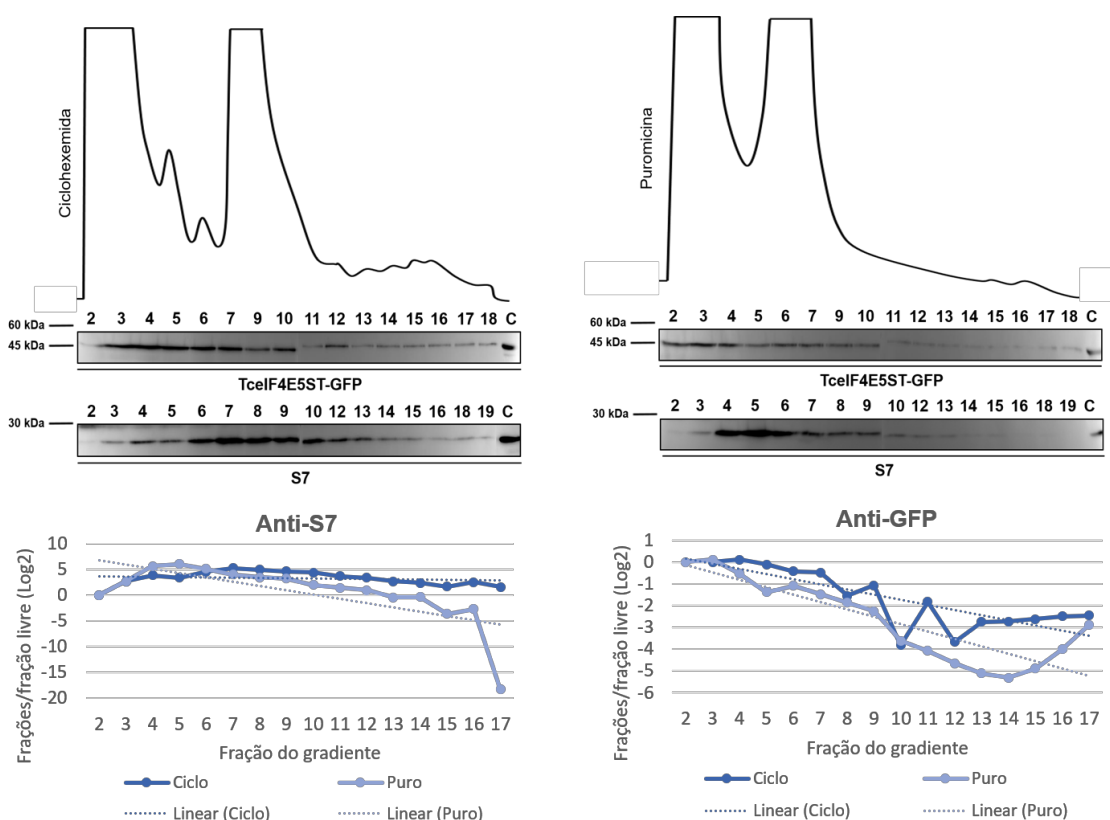 Ciclohexemida
2 3 4 5 6 7 9 10 11 12 13 14 15 16 17 18 C
60 kDa
45 kDa
TceIF4E5ST-GFP
2 3 4 5 6 7 8 9 10 11 12 13 14 15 16 18 19 C
30 kDa
S7
Puromicina
2 3 4 5 6 7 8 9 10 11 12 13 14 15 16 17 18 C
60 kDa
45 kDa
TceIF4E5ST-GFP
2 3 4 5 6 7 8 9 10 11 12 13 14 15 16 18 19 C
30 kDa
S7
Anti-S7
Frações/fração livre (Log2)
10
5
0
-5
-10
-15
-20
2 3 4 5 6 7 8 9 10 11 12 13 14 15 16 17
Fração do gradiente
Ciclo Puro
Linear (Ciclo) Linear (Puro)
Anti-GFP
Frações/fração livre (Log2)
1
0
-1
-2
-3
-4
-5
-6
2 3 4 5 6 7 8 9 10 11 12 13 14 15 16 17
Fração do gradiente
Ciclo Puro
Linear (Ciclo) Linear (Puro)